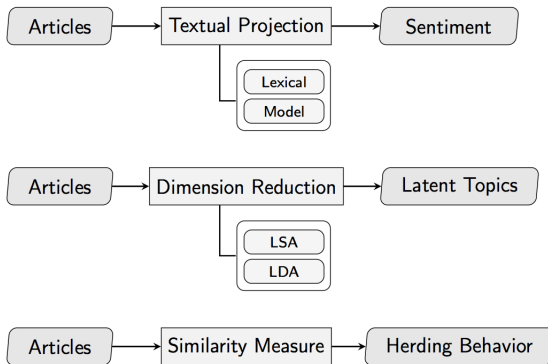 Articles Textual Projection Sentiment
Lexical
Model
Articles Dimension Reduction Latent Topics
LSA
LDA
Articles Similarity Measure Herding Behavior